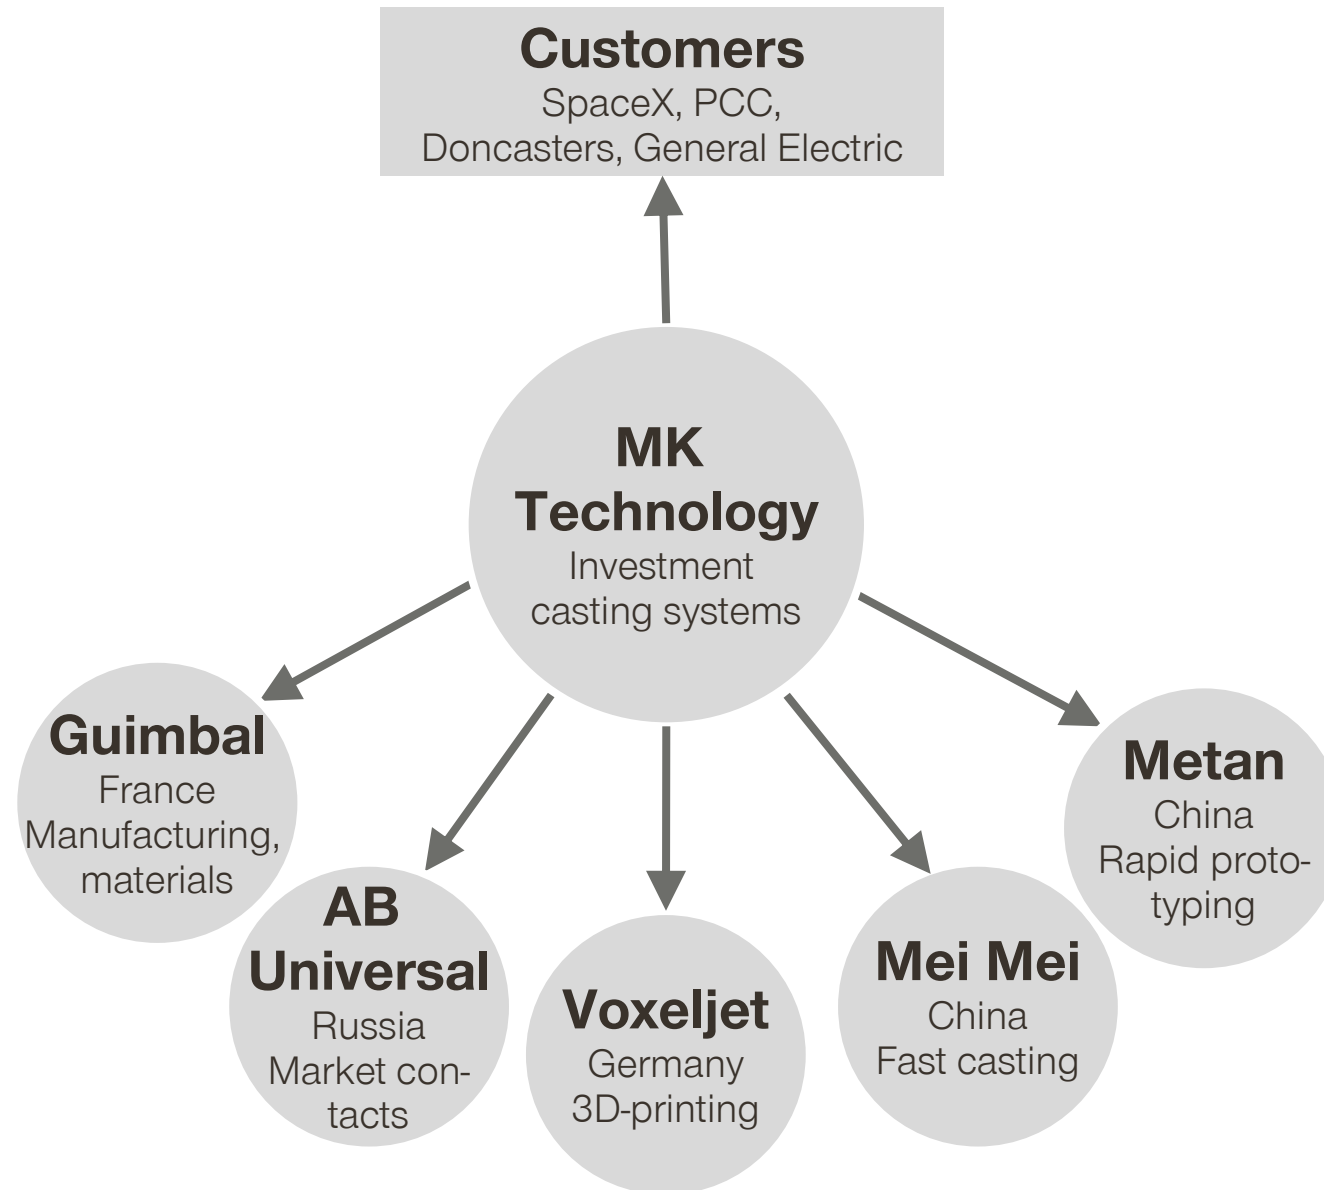 Customers
SpaceX, PCC,
Doncasters, General Electric
MK
Technology
Investment
casting systems
Guimbal
France
Manufacturing,
materials
AB
Universal
Russia
Market con-
tacts
Voxeljet
Germany
3D-printing
Mei Mei
China
Fast casting
Metan
China
Rapid proto-
typing